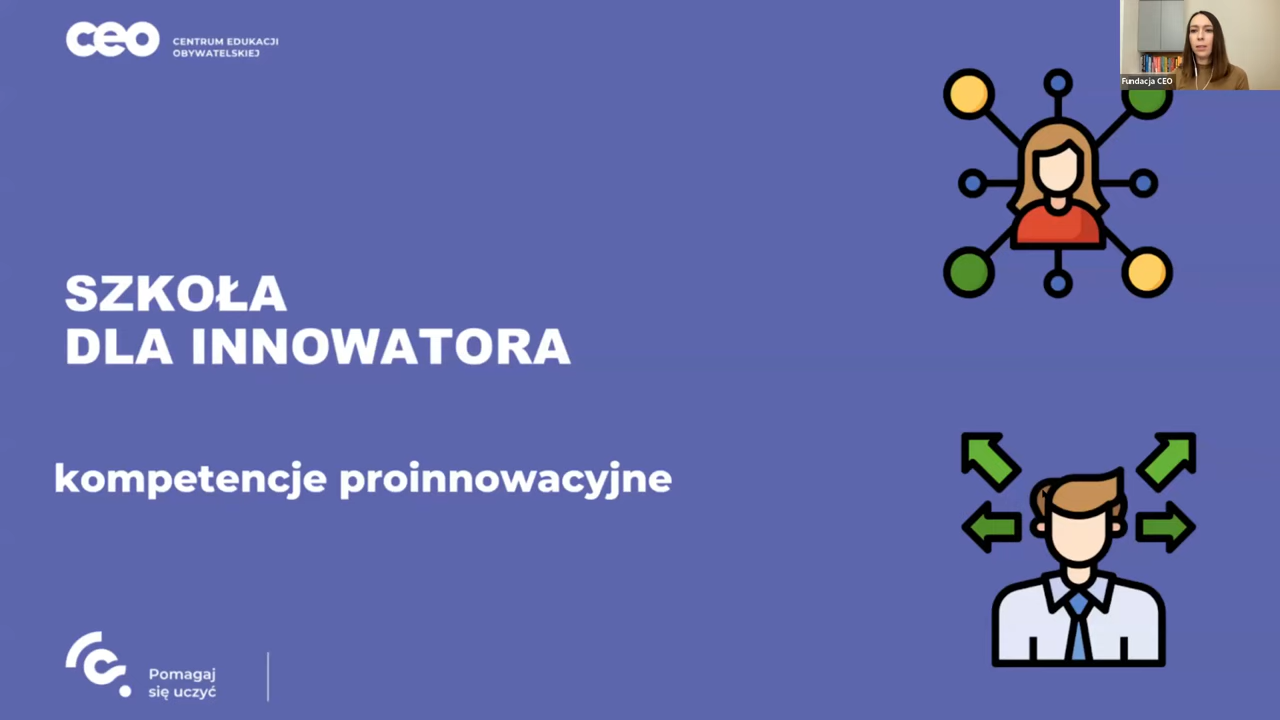 ceo
CENTRUM EDUKACJI
OBYWATELSKIEJ
Fundacja CEO
SZKOŁA
DLA INNOWATORA
kompetencje proinnowacyjne
Pomagaj
się uczyć